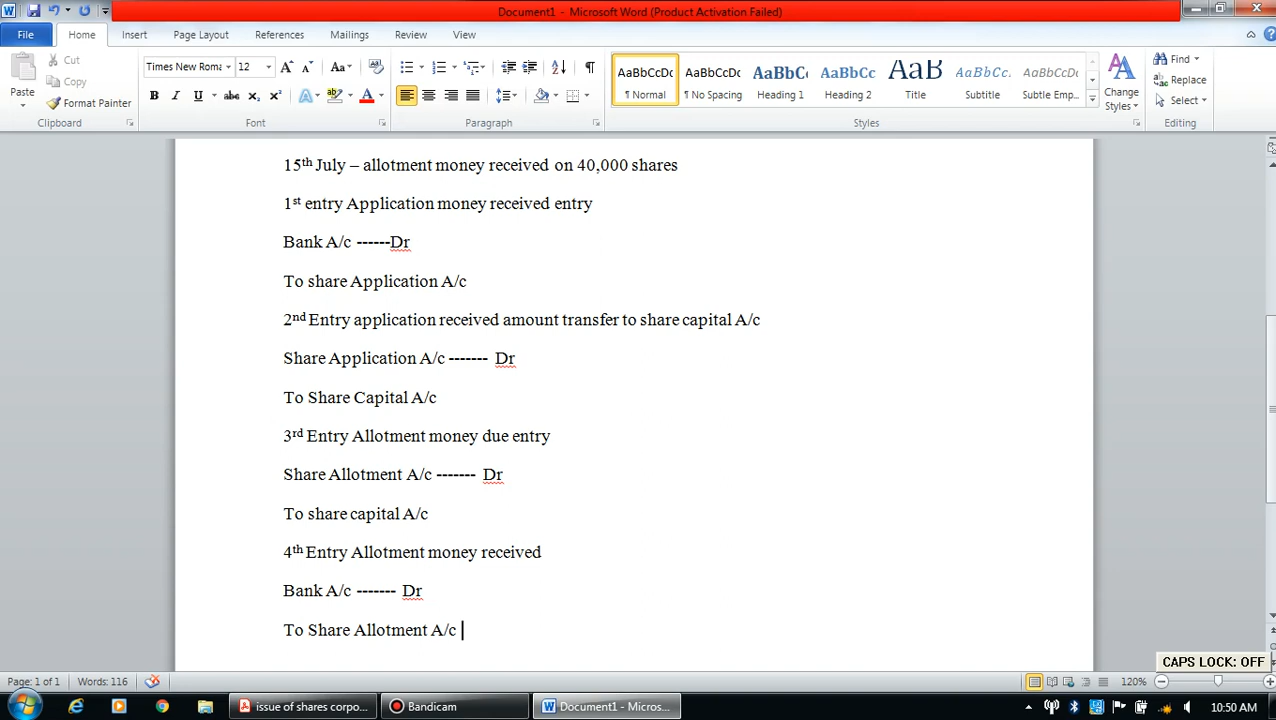 Document1 - Microsoft Word (Product Activation Failed)
File Home Insert Page Layout References Mailings Review View
Paste Cut Copy Format Painter
Times New Roma 12
AaBbCcDc AaBbCcDc AaBbC AaBbCc AaB AaBbCc. AaBbCcDc
¶ Normal ¶ No Spacing Heading 1 Heading 2 Title Subtitle Subtle Emp...
Change Styles
Find Replace Select
Clipboard Font Paragraph Styles Editing
15th July – allotment money received on 40,000 shares
1st entry Application money received entry
Bank A/c ------Dr
To share Application A/c
2nd Entry application received amount transfer to share capital A/c
Share Application A/c ------- Dr
To Share Capital A/c
3rd Entry Allotment money due entry
Share Allotment A/c ------- Dr
To share capital A/c
4th Entry Allotment money received
Bank A/c ------- Dr
To Share Allotment A/c
CAPS LOCK: OFF
Page: 1 of 1 Words: 116 120%
issue of shares corpo... Bandicam Document1 - Micros... 10:50 AM